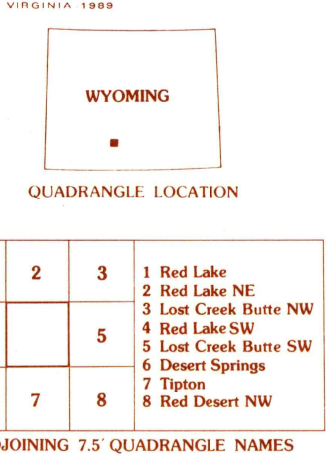 VIRGINIA 1989
WYOMING
QUADRANGLE LOCATION
2
3
5
7
8
1 Red Lake
2 Red Lake NE
3 Lost Creek Butte NW
4 Red Lake SW
5 Lost Creek Butte SW
6 Desert Springs
7 Tipton
8 Red Desert NW
JOINING 7.5′ QUADRANGLE NAMES